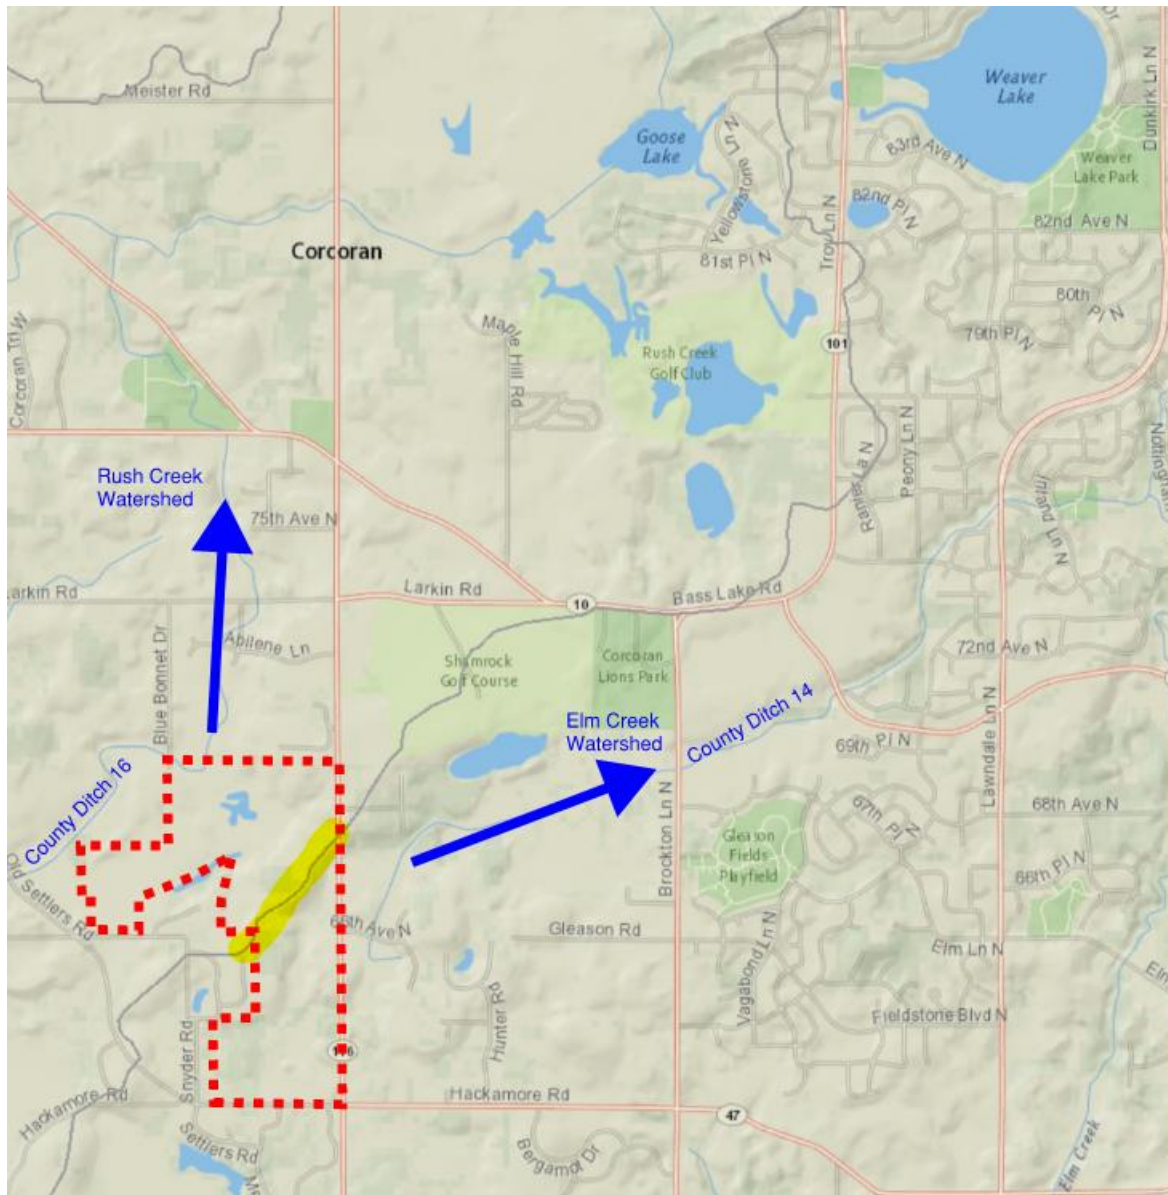 Meister Rd
Goose
Lake
Yellowstone Ln N
Weaver
Lake
Dr
Dunkirk Ln N
83rd Ave N
Weaver
Lake Park
82nd Pl N
82nd Ave N
Corcoran
81st Pl N
Troy Ln N
80th
Pl N
79th Pl N
Corcoran Trl W
Maple Hill Rd
Rush Creek
Golf Club
101
Peony Ln N
Inland Ln N
Rush Creek
Watershed
75th Ave N
Larkin Rd
Larkin Rd
10
Bass Lake Rd
Blue Bonnet Dr
Abilene Ln
Shamrock
Golf Course
Corcoran
Lions Park
72nd Ave N
Elm Creek
Watershed
County Ditch 14
69th Pl N
Lawndale Ln N
County Ditch 16
Brockton Ln N
67th Pl N
68th Ave N
Gleason
Fields
Playfield
66th Pl N
Old Settlers Rd
66th Ave N
Gleason Rd
Elm Ln N
Vagabond Ln N
Hunter Rd
Fieldstone Blvd N
Snyder Rd
116
Hackamore Rd
Hackamore Rd
47
Settlers Rd
Bergamot Dr
Elm Creek